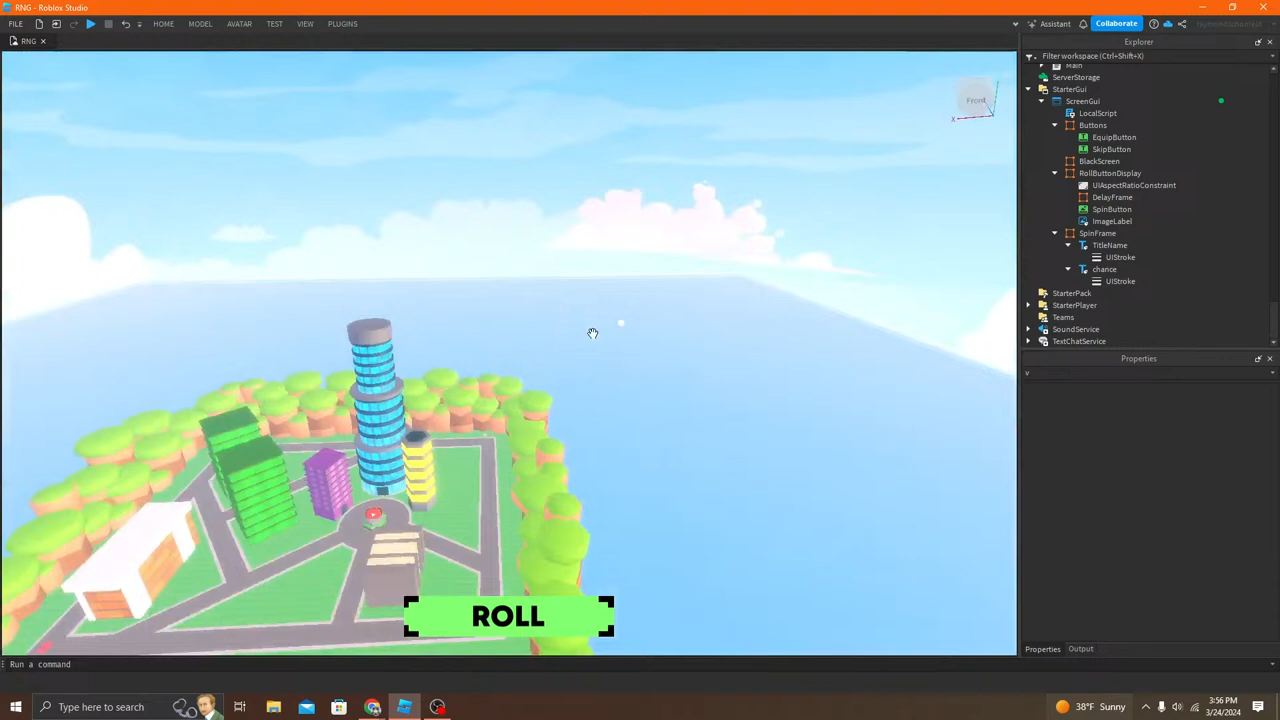 RNG - Roblox Studio
FILE HOME MODEL AVATAR TEST VIEW PLUGINS Assistant Collaborate
RNG Explorer
Filter workspace (Ctrl+Shift+X)
Main
ServerStorage
StarterGui
ScreenGui
LocalScript
Buttons
EquipButton
SkipButton
BlackScreen
RollButtonDisplay
UIAspectRatioConstraint
DelayFrame
SpinButton
ImageLabel
SpinFrame
TitleName
UIStroke
chance
UIStroke
StarterPack
StarterPlayer
Teams
SoundService
TextChatService
Front
X
Properties
v
ROLL
Properties Output
Run a command
Type here to search
38°F Sunny
3:56 PM
3/24/2024